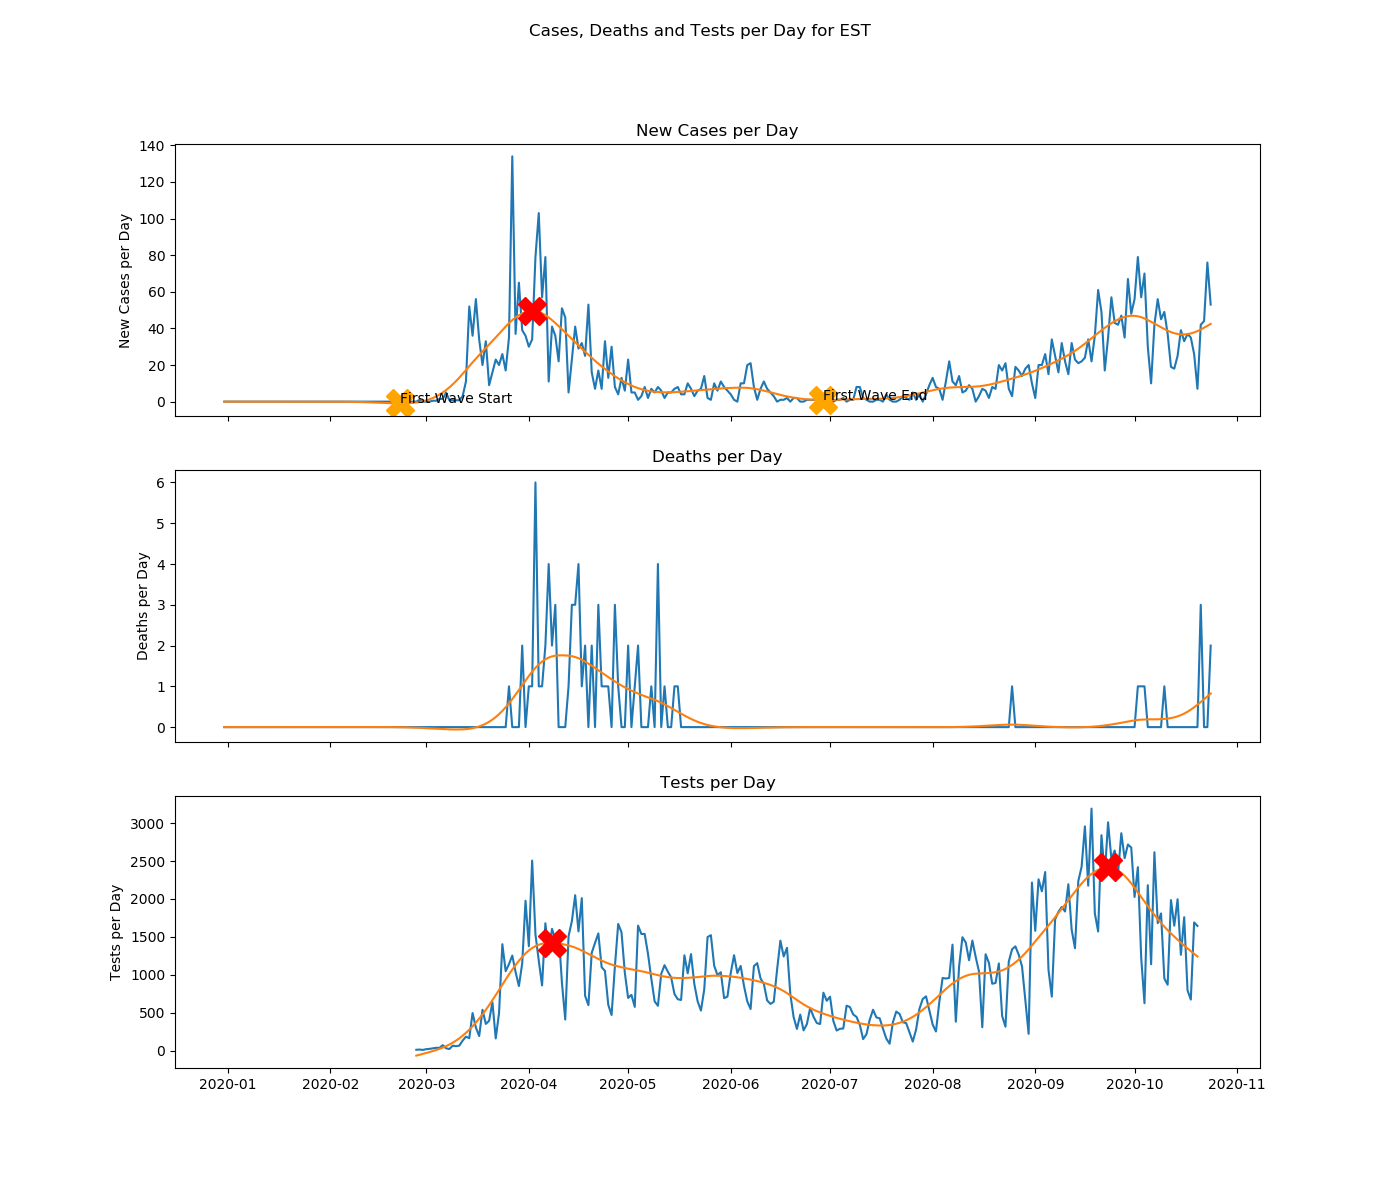 Cases, Deaths and Tests per Day for EST
New Cases per Day
New Cases per Day
140
120
100
80
60
40
20
0
First Wave Start
First Wave End
Deaths per Day
Deaths per Day
6
5
4
3
2
1
0
Tests per Day
Tests per Day
3000
2500
2000
1500
1000
500
0
2020-01 2020-02 2020-03 2020-04 2020-05 2020-06 2020-07 2020-08 2020-09 2020-10 2020-11